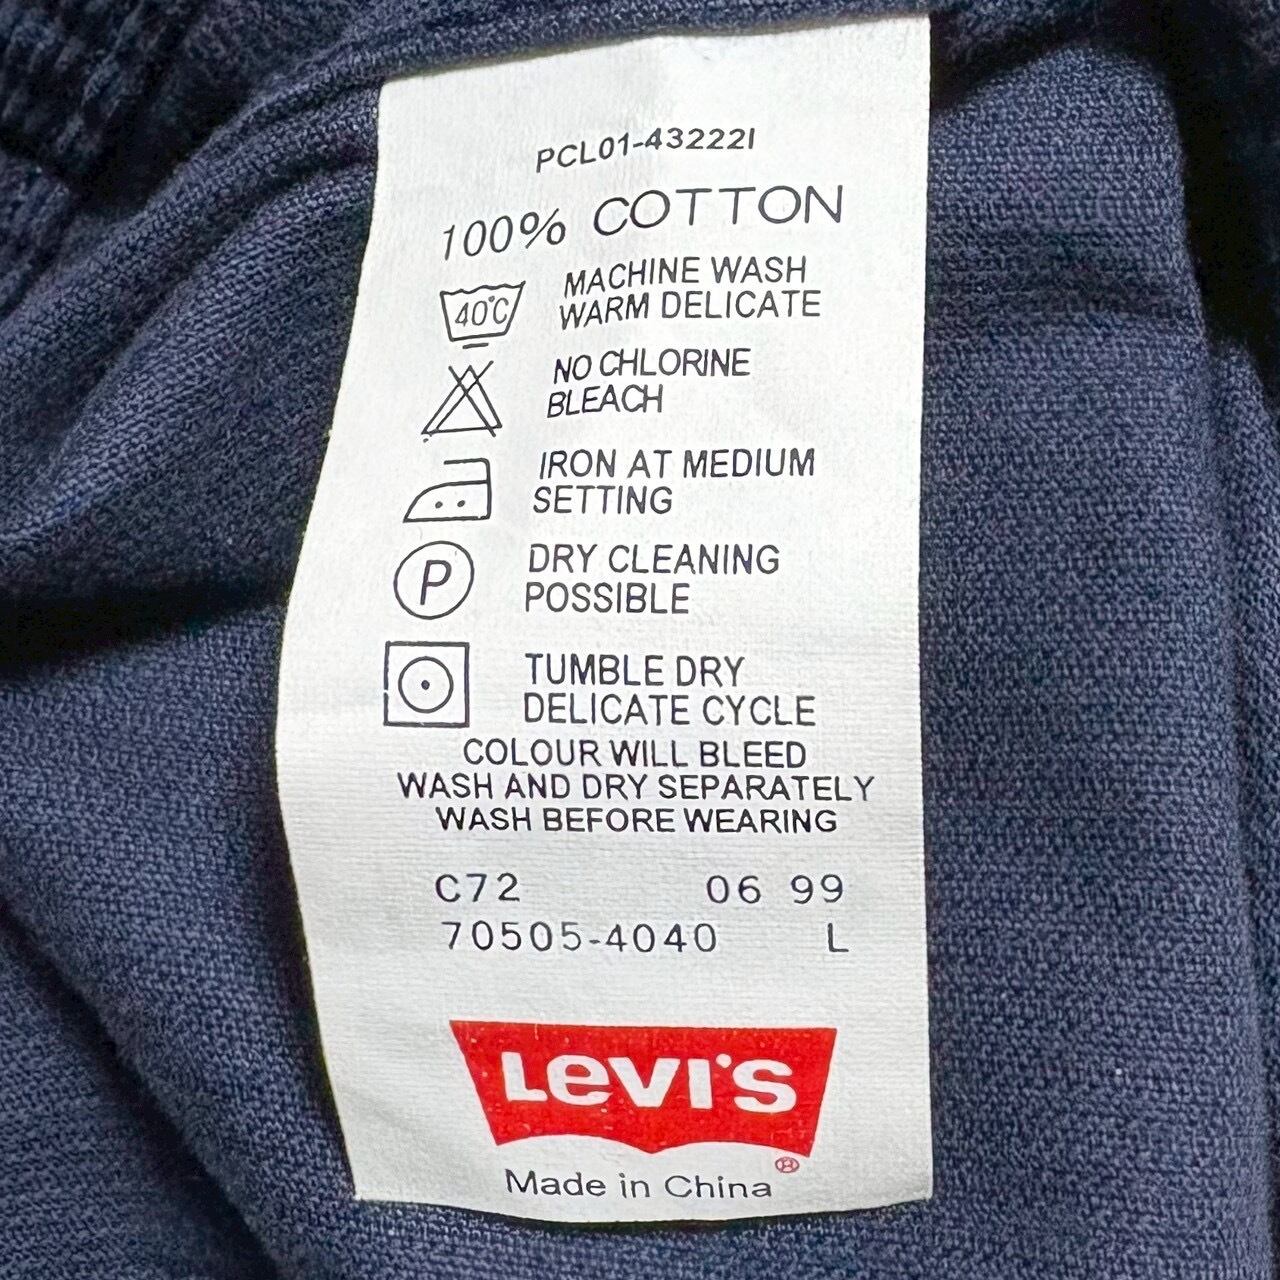 PCL01-43222I
100% COTTON
40°C
MACHINE WASH
WARM DELICATE
NO CHLORINE
BLEACH
IRON AT MEDIUM
SETTING
P
DRY CLEANING
POSSIBLE
TUMBLE DRY
DELICATE CYCLE
COLOUR WILL BLEED
WASH AND DRY SEPARATELY
WASH BEFORE WEARING
C72 06 99
70505-4040 L
LeVI'S
®
Made in China